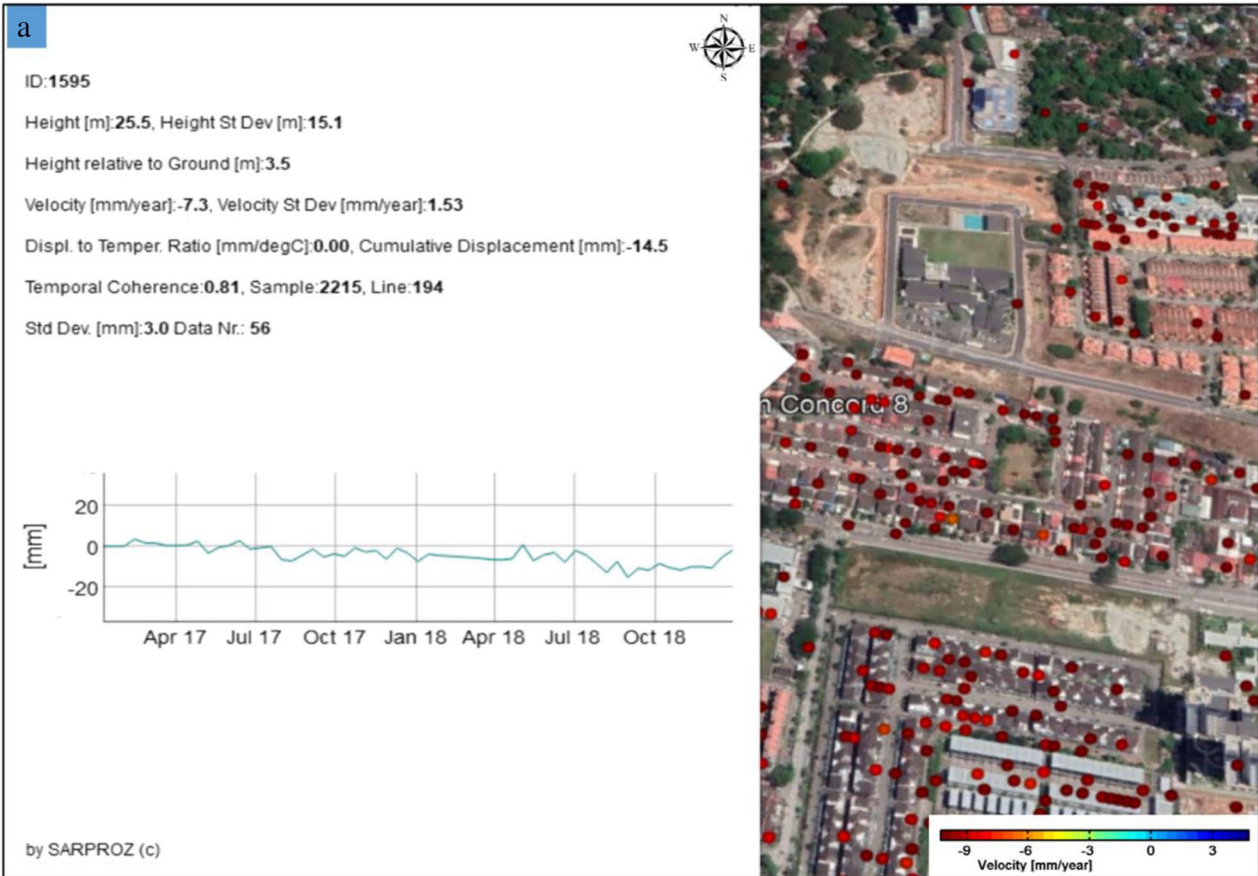 a
N
W E
S
ID:1595
Height [m]:25.5, Height St Dev [m]:15.1
Height relative to Ground [m]:3.5
Velocity [mm/year]:-7.3, Velocity St Dev [mm/year]:1.53
Displ. to Temper. Ratio [mm/degC]:0.00, Cumulative Displacement [mm]:-14.5
Temporal Coherence:0.81, Sample:2215, Line:194
Std Dev. [mm]:3.0 Data Nr.: 56
n Concord 8
[mm]
20
0
-20
Apr 17 Jul 17 Oct 17 Jan 18 Apr 18 Jul 18 Oct 18
by SARPROZ (c)
-9 -6 -3 0 3
Velocity [mm/year]